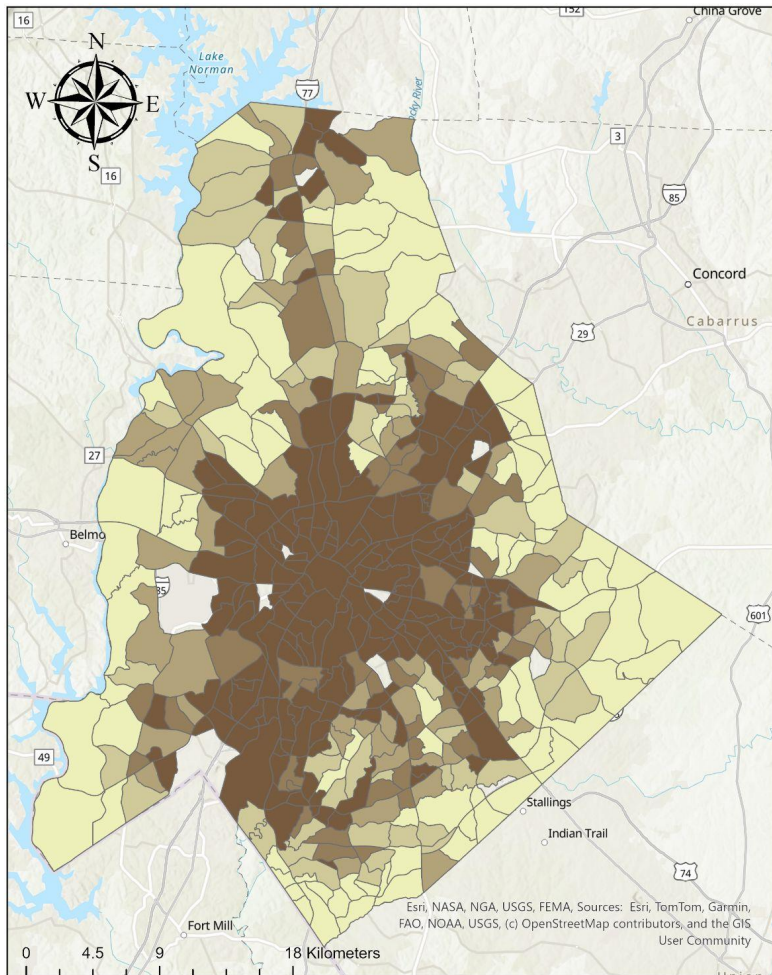 16
152
China Grove
Lake
Norman
N
W
E
S
77
cky River
3
16
85
Concord
Cabarrus
29
27
Belmo
85
601
49
Stallings
Indian Trail
74
Fort Mill
Esri, NASA, NGA, USGS, FEMA, Sources: Esri, TomTom, Garmin,
FAO, NOAA, USGS, (c) OpenStreetMap contributors, and the GIS
User Community
0 4.5 9 18 Kilometers